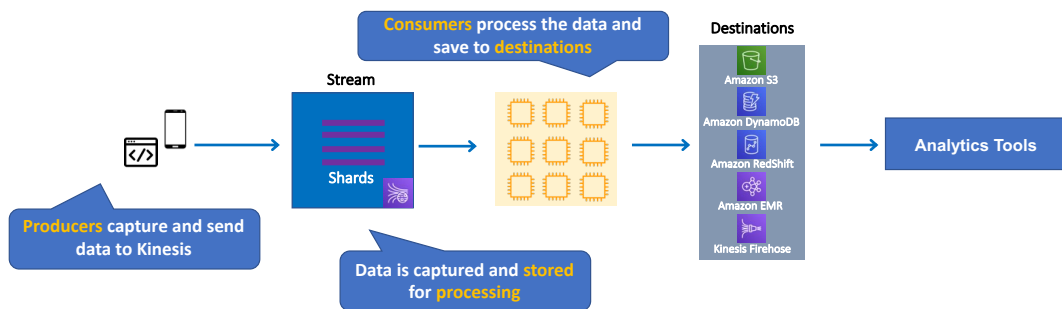 Consumers process the data and
save to destinations
Destinations
Stream
Amazon S3
Amazon DynamoDB
</>
Analytics Tools
Amazon RedShift
Shards
Amazon EMR
Producers capture and send
data to Kinesis
Kinesis Firehose
Data is captured and stored
for processing